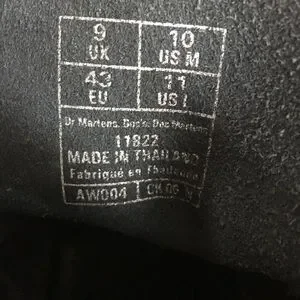 9 10
UK US M
43 11
EU US L
Dr Martens. Doc's. Doc Martens
11822
MADE IN THAILAND
Fabriqué en Thaïlande
AW004